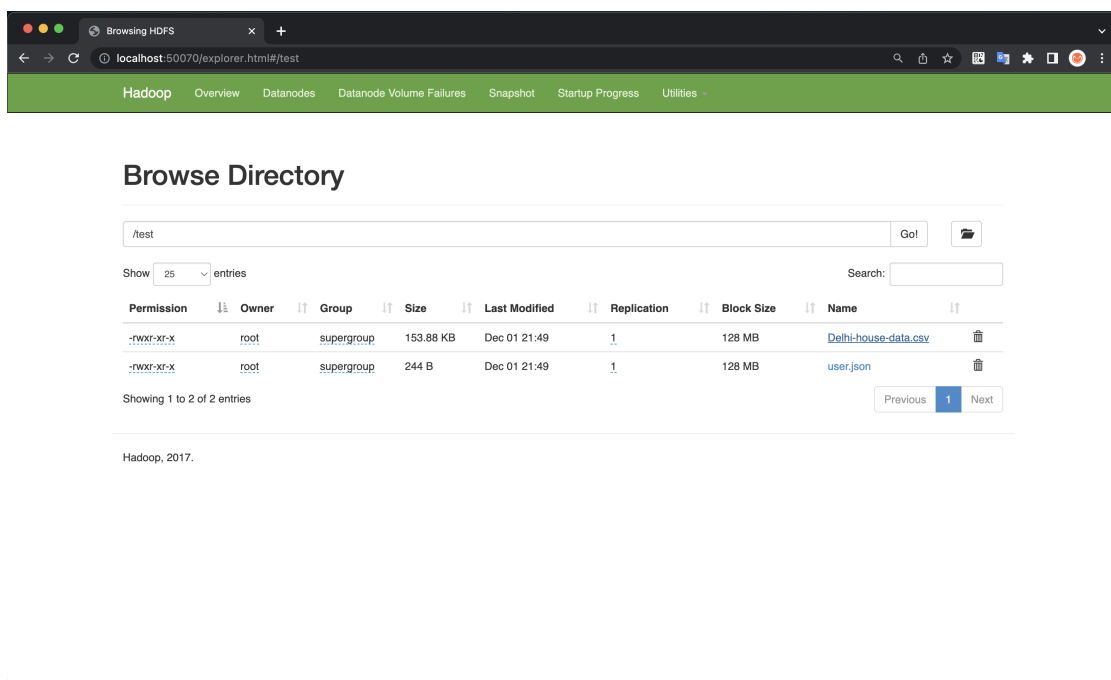 Browsing HDFS
localhost:50070/explorer.html#/test
Hadoop Overview Datanodes Datanode Volume Failures Snapshot Startup Progress Utilities
Browse Directory
/test Go!
Show 25 entries Search:
Permission Owner Group Size Last Modified Replication Block Size Name
-rwxr-xr-x root supergroup 153.88 KB Dec 01 21:49 1 128 MB Delhi-house-data.csv
-rwxr-xr-x root supergroup 244 B Dec 01 21:49 1 128 MB user.json
Showing 1 to 2 of 2 entries Previous 1 Next
Hadoop, 2017.